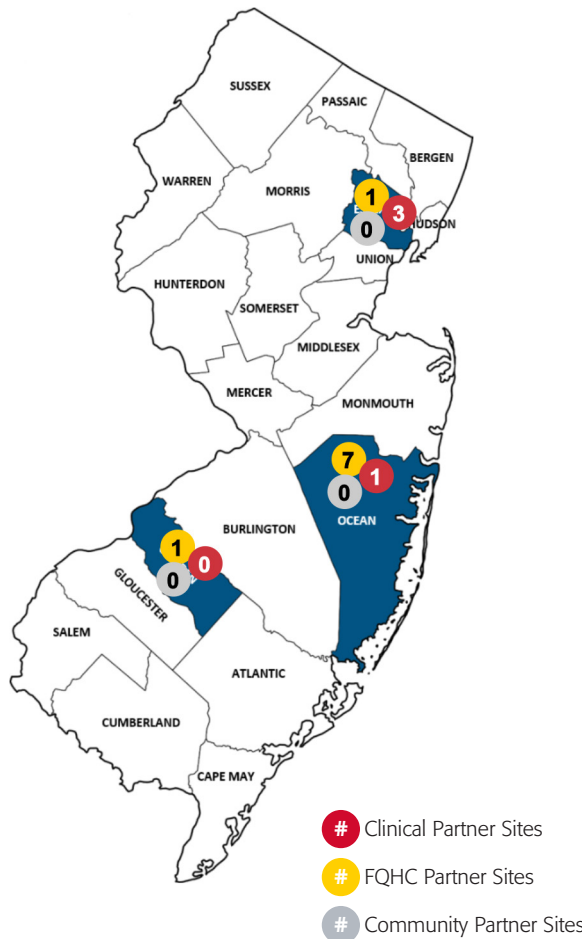 SUSSEX
PASSAIC
BERGEN
WARREN
MORRIS
1
E
3
0
HUDSON
UNION
HUNTERDON
SOMERSET
MIDDLESEX
MERCER
MONMOUTH
7
1
0
OCEAN
BURLINGTON
1
0
0
GLOUCESTER
SALEM
ATLANTIC
CUMBERLAND
CAPE MAY
# Clinical Partner Sites
# FQHC Partner Sites
# Community Partner Sites